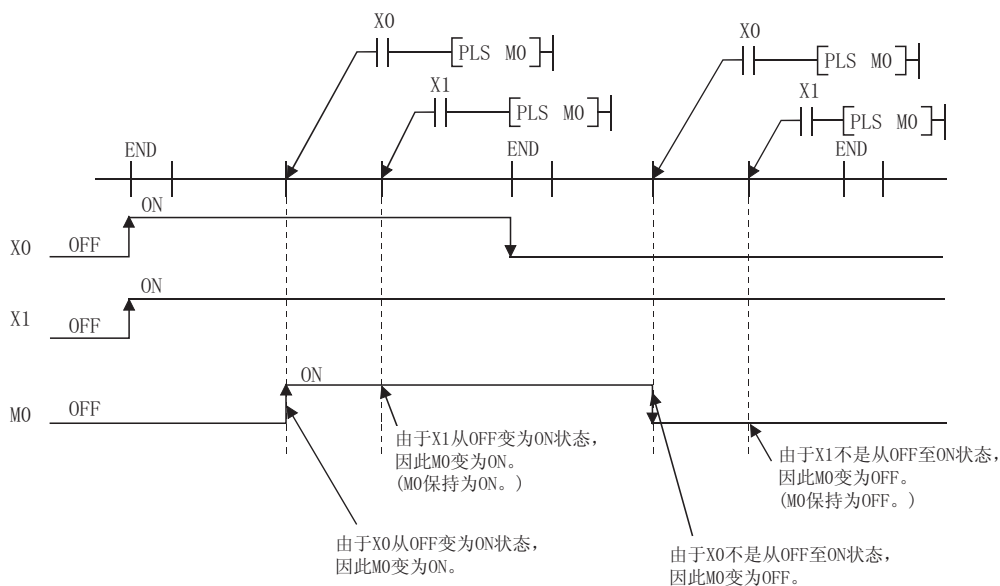 X0
PLS M0
X1
PLS M0
X0
PLS M0
X1
PLS M0
END
END
END
X0
OFF
ON
X1
OFF
ON
M0
OFF
ON
由于X1从OFF变为ON状态，
因此M0变为ON。
(M0保持为ON。)
由于X1不是从OFF至ON状态，
因此M0变为OFF。
(M0保持为OFF。)
由于X0从OFF变为ON状态，
因此M0变为ON。
由于X0不是从OFF至ON状态，
因此M0变为OFF。